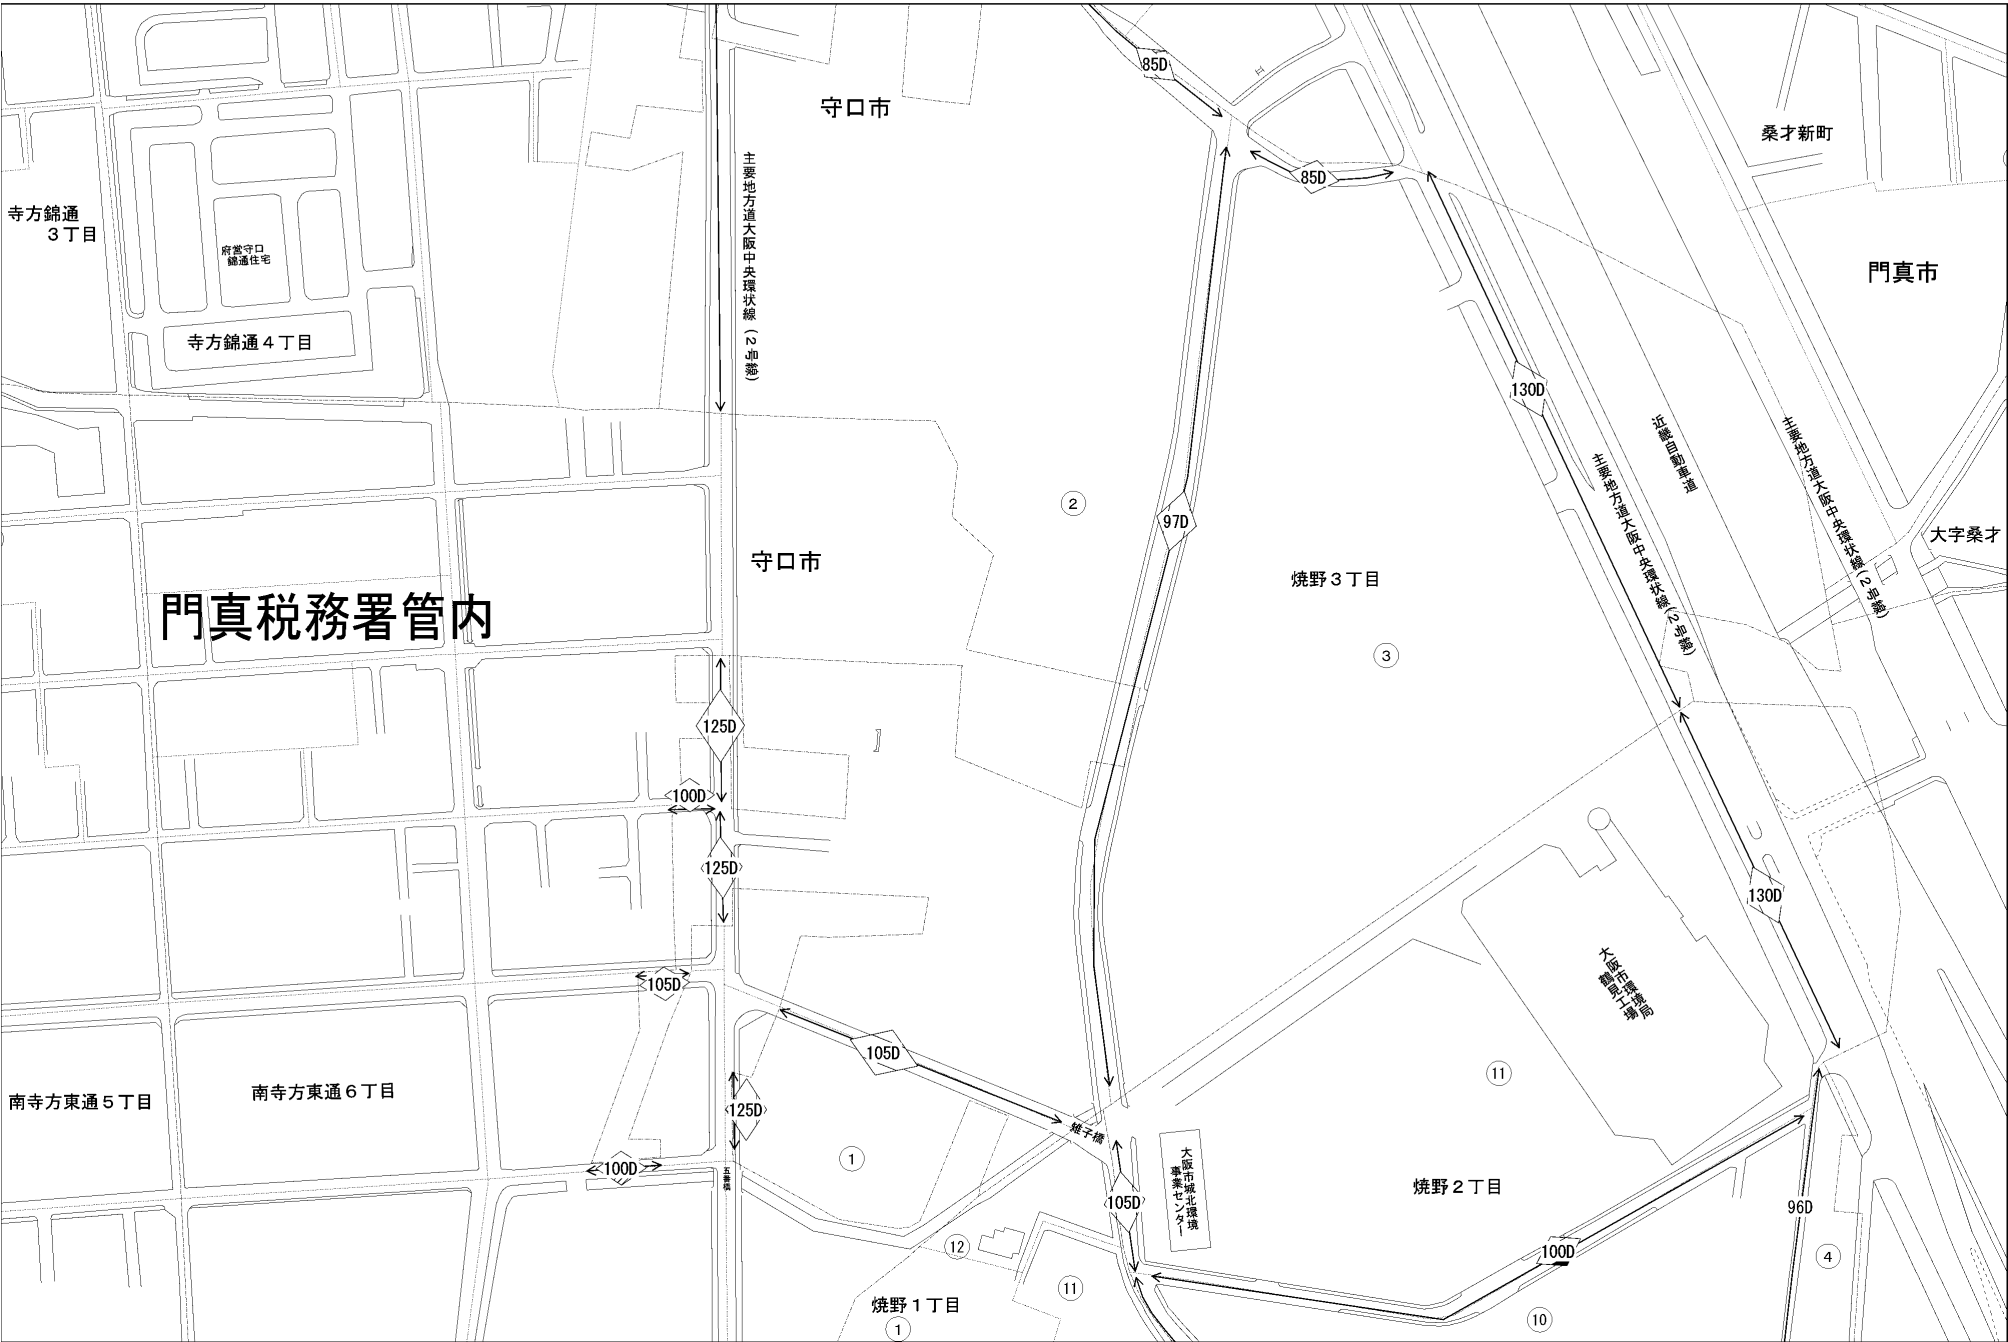 85D
守口市
桑才新町
主要地方道大阪中央環状線(2号線)
85D
寺方錦通
3丁目
府営守口
錦通住宅
門真市
寺方錦通4丁目
130D
近畿自動車道
主要地方道大阪中央環状線(2号線)
主要地方道大阪中央環状線(2号線)
②
97D
大字桑才
守口市
焼野3丁目
門真税務署管内
③
125D
100D
125D
130D
105D
大阪市環境局
鶴見工場
105D
⑪
南寺方東通5丁目
南寺方東通6丁目
125D
雉子橋
①
100D
五番橋
大阪市城北環境
事業センター
焼野2丁目
105D
96D
⑫
100D
④
⑪
焼野1丁目
①
⑩